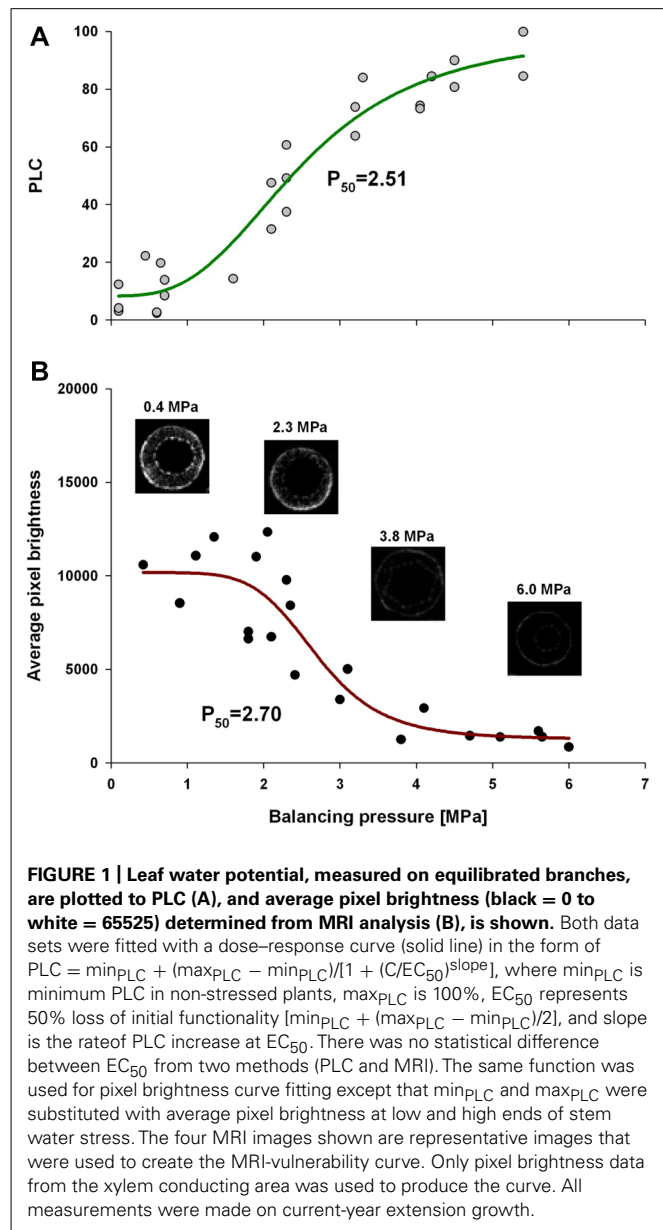 A
100
80
60
40
20
0
PLC
P50=2.51
B
20000
15000
10000
5000
0
Average pixel brightness
0.4 MPa
2.3 MPa
3.8 MPa
6.0 MPa
P50=2.70
0 1 2 3 4 5 6 7
Balancing pressure [MPa]
FIGURE 1 | Leaf water potential, measured on equilibrated branches,
are plotted to PLC (A), and average pixel brightness (black = 0 to
white = 65525) determined from MRI analysis (B), is shown. Both data
sets were fitted with a dose–response curve (solid line) in the form of
PLC = minPLC + (maxPLC − minPLC)/[1 + (C/EC50)slope], where minPLC is
minimum PLC in non-stressed plants, maxPLC is 100%, EC50 represents
50% loss of initial functionality [minPLC + (maxPLC − minPLC)/2], and slope
is the rateof PLC increase at EC50. There was no statistical difference
between EC50 from two methods (PLC and MRI). The same function was
used for pixel brightness curve fitting except that minPLC and maxPLC were
substituted with average pixel brightness at low and high ends of stem
water stress. The four MRI images shown are representative images that
were used to create the MRI-vulnerability curve. Only pixel brightness data
from the xylem conducting area was used to produce the curve. All
measurements were made on current-year extension growth.